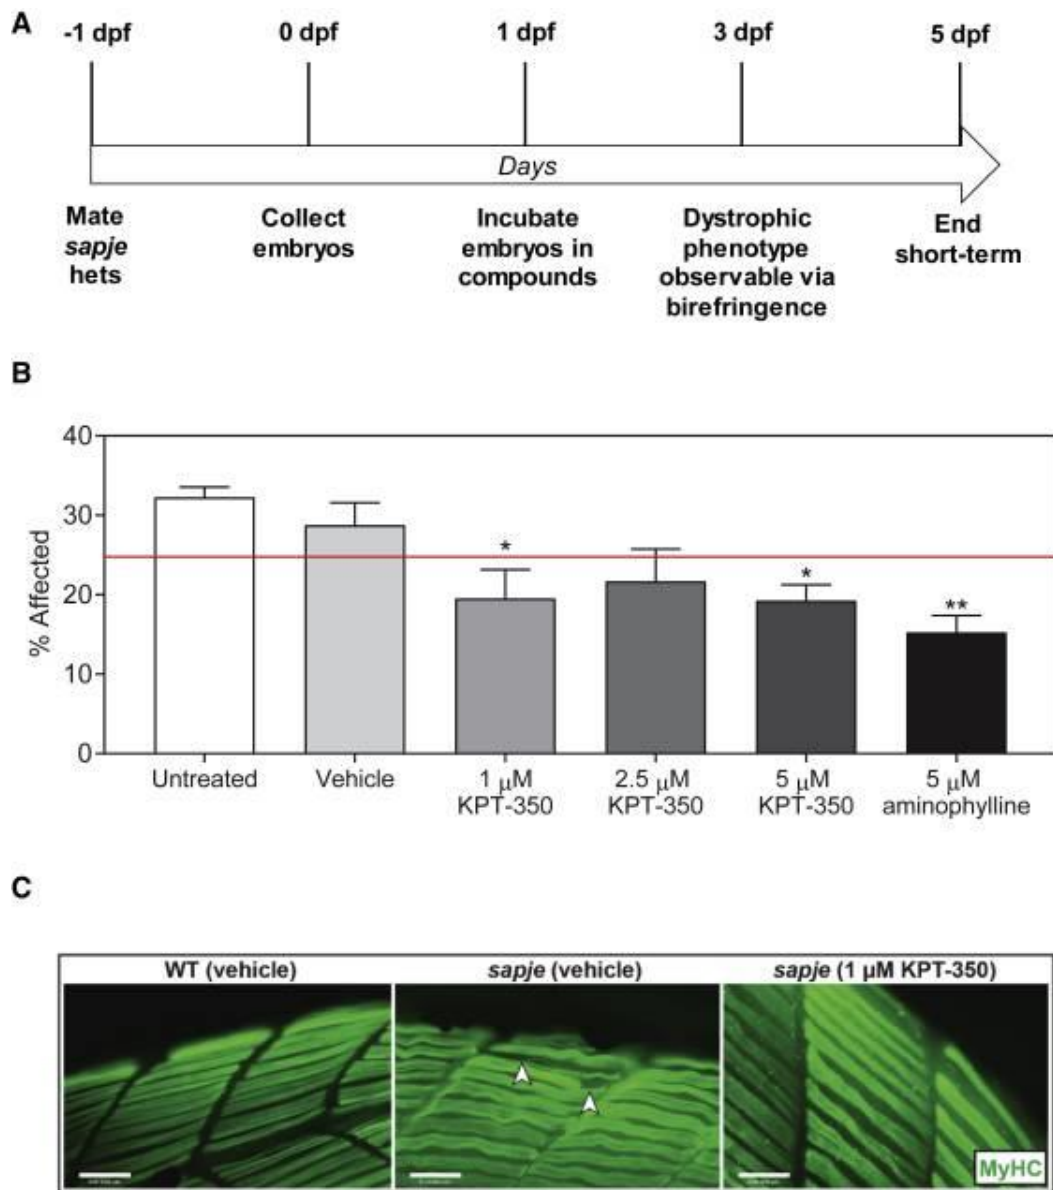 A
-1 dpf
0 dpf
1 dpf
3 dpf
5 dpf
Days
Mate
sapje
hets
Collect
embryos
Incubate
embryos in
compounds
Dystrophic
phenotype
observable via
birefringence
End
short-term
B
% Affected
40
30
20
10
0
*
*
**
Untreated
Vehicle
1 μM
KPT-350
2.5 μM
KPT-350
5 μM
KPT-350
5 μM
aminophylline
C
WT (vehicle)
sapje (vehicle)
sapje (1 μM KPT-350)
MyHC